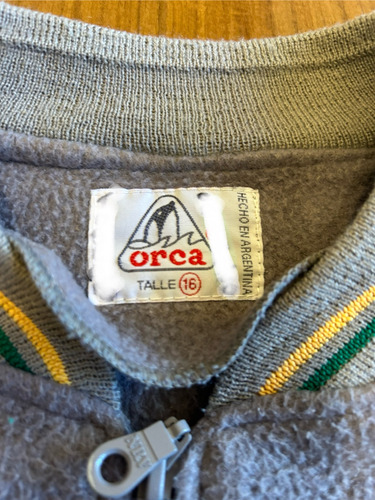 orca
TALLE 16
HECHO EN ARGENTINA